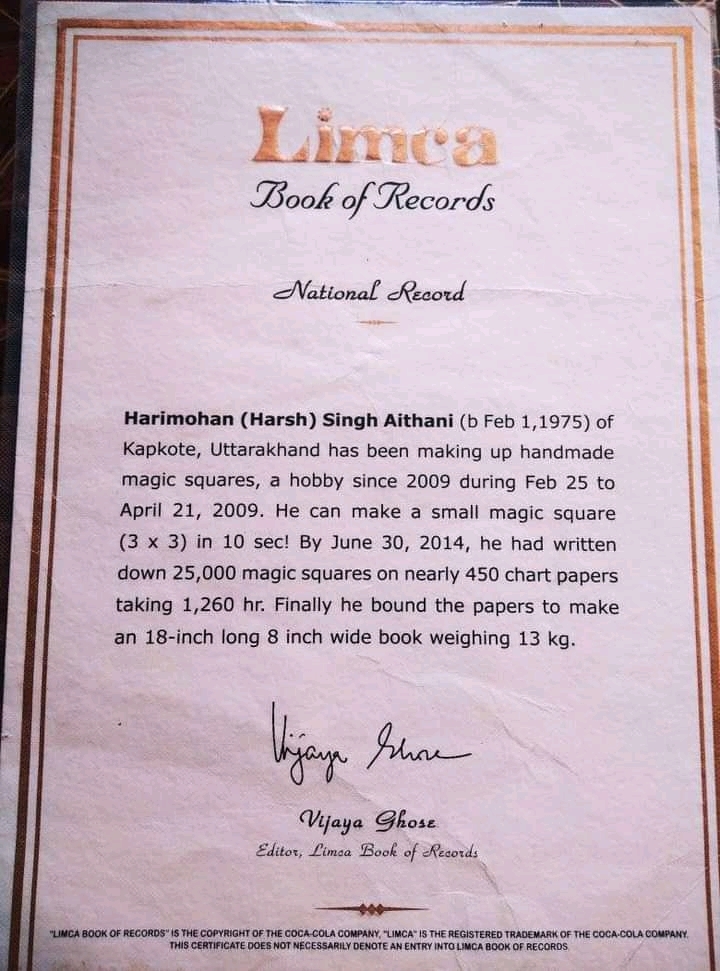 Limca
Book of Records
National Record
Harimohan (Harsh) Singh Aithani (b Feb 1,1975) of
Kapkote, Uttarakhand has been making up handmade
magic squares, a hobby since 2009 during Feb 25 to
April 21, 2009. He can make a small magic square
(3 x 3) in 10 sec! By June 30, 2014, he had written
down 25,000 magic squares on nearly 450 chart papers
taking 1,260 hr. Finally he bound the papers to make
an 18-inch long 8 inch wide book weighing 13 kg.
Vijaya Ghose
Vijaya Ghose
Editor, Limca Book of Records
"LIMCA BOOK OF RECORDS" IS THE COPYRIGHT OF THE COCA-COLA COMPANY, "LIMCA" IS THE REGISTERED TRADEMARK OF THE COCA-COLA COMPANY.
THIS CERTIFICATE DOES NOT NECESSARILY DENOTE AN ENTRY INTO LIMCA BOOK OF RECORDS.